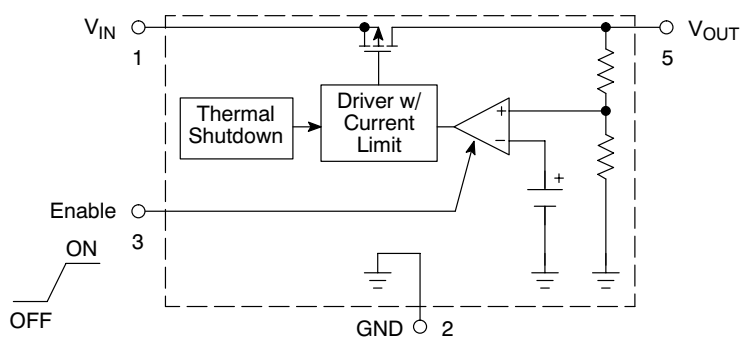 VIN
1
VOUT
5
Thermal
Shutdown
Driver w/
Current
Limit
+
−
+
Enable
3
ON
OFF
GND
2